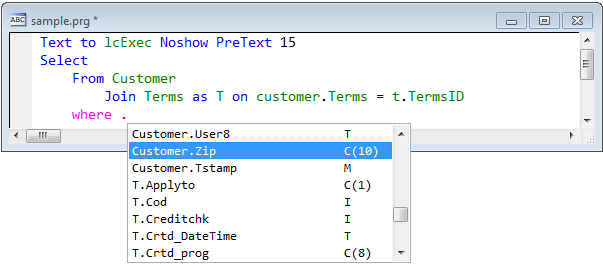 ABC sample.prg *
Text to lcExec Noshow PreText 15
Select
From Customer
Join Terms as T on customer.Terms = t.TermsID
where .
Customer.User8 T
Customer.Zip C(10)
Customer.Tstamp M
T.Applyto C(1)
T.Cod I
T.Creditchk I
T.Crtd_DateTime T
T.Crtd_prog C(8)